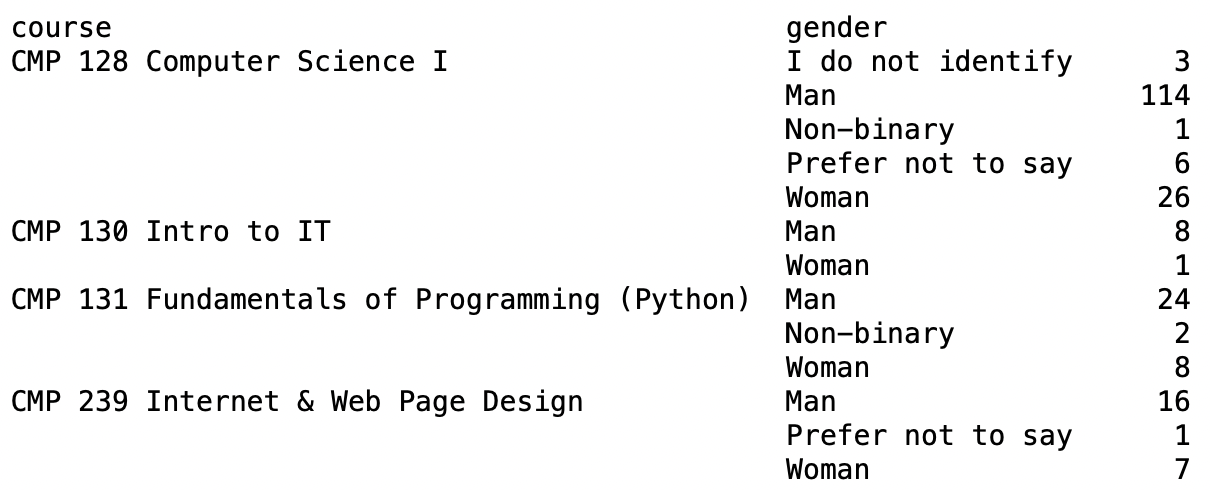 course gender
CMP 128 Computer Science I I do not identify 3
Man 114
Non-binary 1
Prefer not to say 6
Woman 26
CMP 130 Intro to IT Man 8
Woman 1
CMP 131 Fundamentals of Programming (Python) Man 24
Non-binary 2
Woman 8
CMP 239 Internet & Web Page Design Man 16
Prefer not to say 1
Woman 7